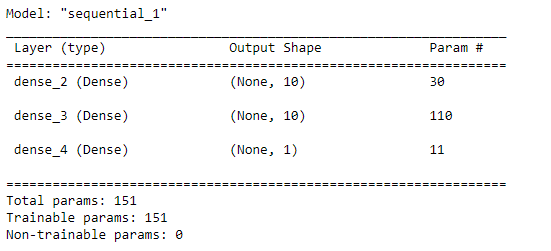 Model: "sequential_1"
_________________________________________________________________
Layer (type) Output Shape Param #
=================================================================
dense_2 (Dense) (None, 10) 30
dense_3 (Dense) (None, 10) 110
dense_4 (Dense) (None, 1) 11
=================================================================
Total params: 151
Trainable params: 151
Non-trainable params: 0